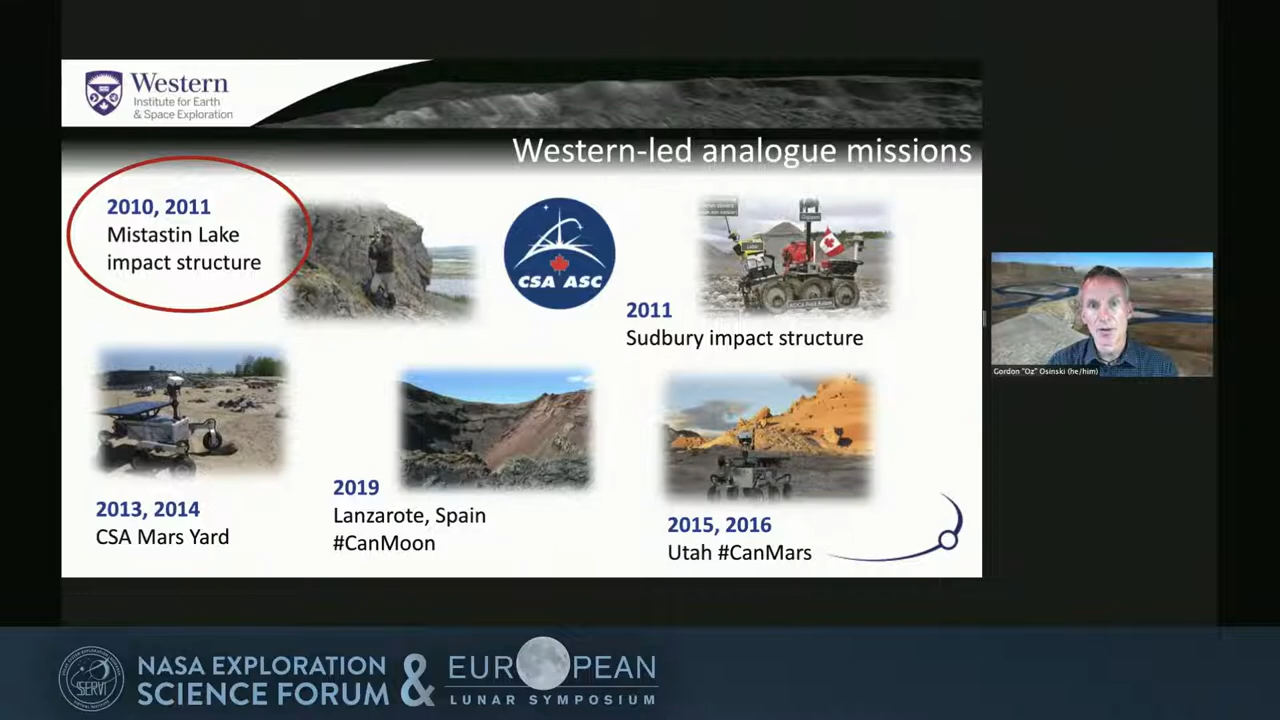 Western
Institute for Earth
& Space Exploration
Western-led analogue missions
2010, 2011
Mistastin Lake
impact structure
CSA ASC
2011
Sudbury impact structure
2013, 2014
CSA Mars Yard
2019
Lanzarote, Spain
#CanMoon
2015, 2016
Utah #CanMars
Gordon "Oz" Osinski (he/him)
SSERVI
NASA EXPLORATION
SCIENCE FORUM
&
EUROPEAN
LUNAR SYMPOSIUM